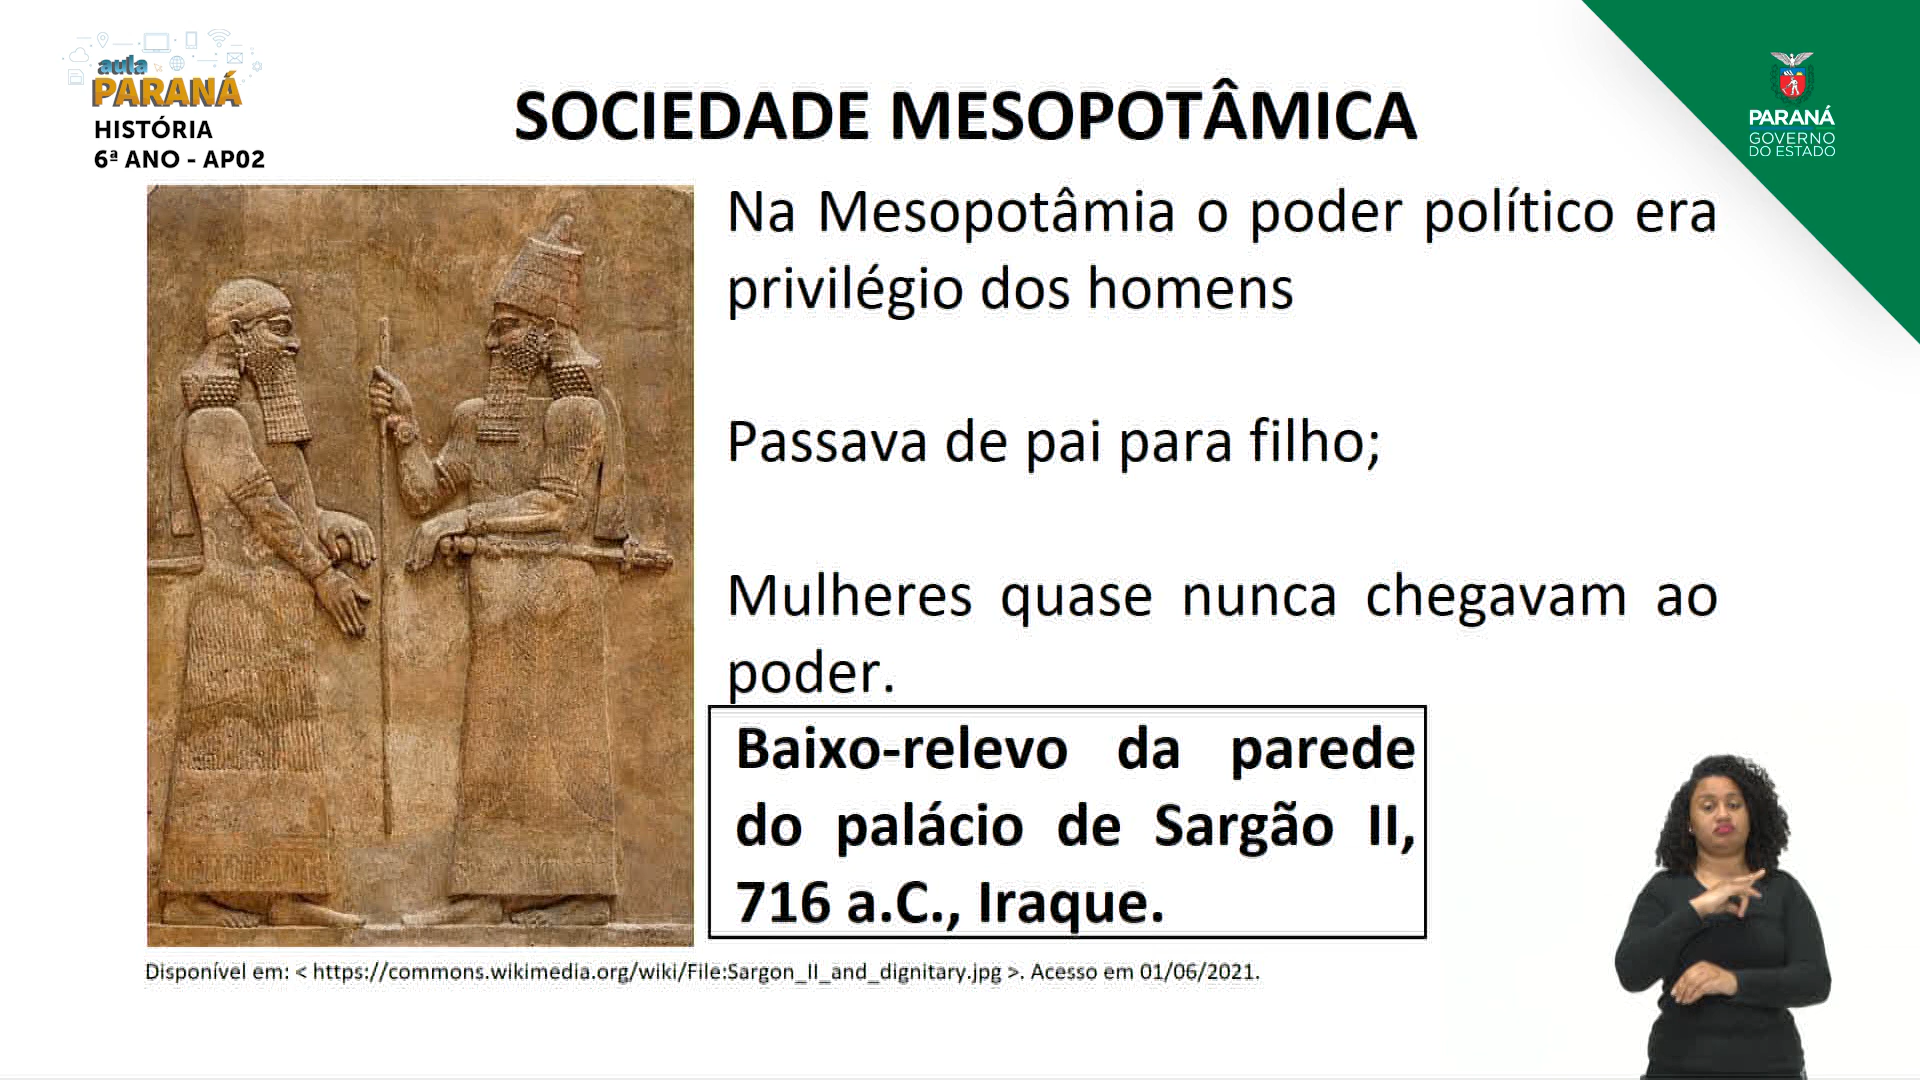 aula
PARANÁ
HISTÓRIA
6ª ANO - AP02
SOCIEDADE MESOPOTÂMICA
PARANÁ
GOVERNO
DO ESTADO
Na Mesopotâmia o poder político era
privilégio dos homens
Passava de pai para filho;
Mulheres quase nunca chegavam ao
poder.
Baixo-relevo da parede
do palácio de Sargão II,
716 a.C., Iraque.
Disponível em: < https://commons.wikimedia.org/wiki/File:Sargon_II_and_dignitary.jpg >. Acesso em 01/06/2021.